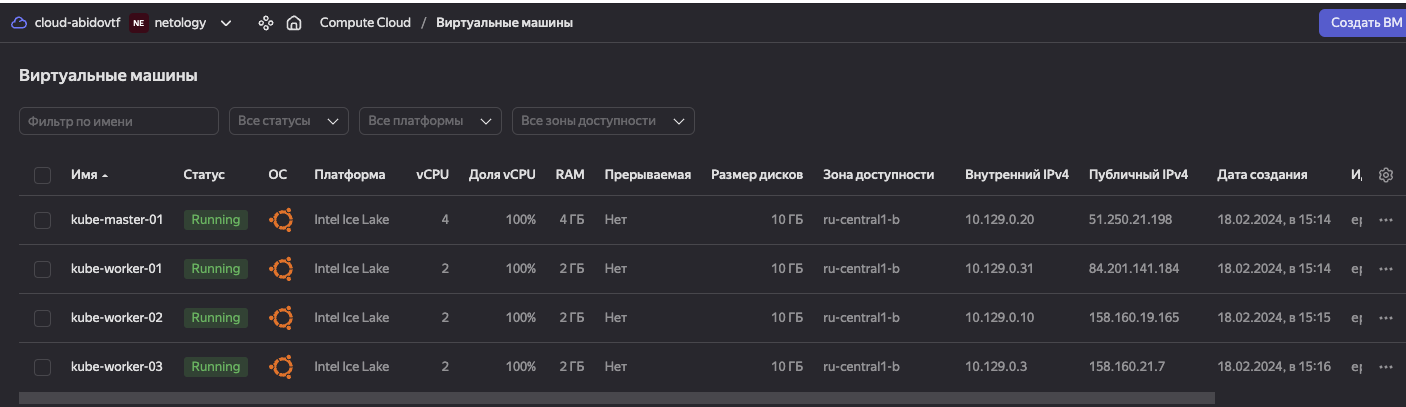 cloud-abidovtf NE netology Compute Cloud / Виртуальные машины Создать ВМ
Виртуальные машины
Фильтр по имени Все статусы Все платформы Все зоны доступности
Имя Статус ОС Платформа vCPU Доля vCPU RAM Прерываемая Размер дисков Зона доступности Внутренний IPv4 Публичный IPv4 Дата создания
kube-master-01 Running Intel Ice Lake 4 100% 4 ГБ Нет 10 ГБ ru-central1-b 10.129.0.20 51.250.21.198 18.02.2024, в 15:14
kube-worker-01 Running Intel Ice Lake 2 100% 2 ГБ Нет 10 ГБ ru-central1-b 10.129.0.31 84.201.141.184 18.02.2024, в 15:14
kube-worker-02 Running Intel Ice Lake 2 100% 2 ГБ Нет 10 ГБ ru-central1-b 10.129.0.10 158.160.19.165 18.02.2024, в 15:15
kube-worker-03 Running Intel Ice Lake 2 100% 2 ГБ Нет 10 ГБ ru-central1-b 10.129.0.3 158.160.21.7 18.02.2024, в 15:16